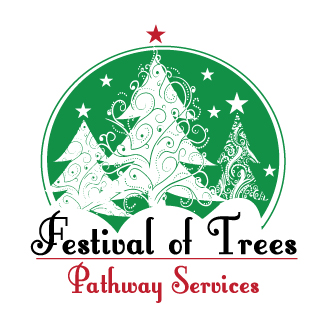 Festival of Trees
Pathway Services